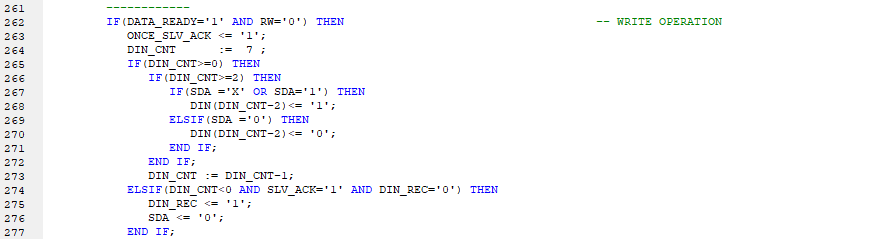 261 ------------
262 IF(DATA_READY='1' AND RW='0') THEN -- WRITE OPERATION
263 ONCE_SLV_ACK <= '1';
264 DIN_CNT := 7 ;
265 IF(DIN_CNT>=0) THEN
266 IF(DIN_CNT>=2) THEN
267 IF(SDA ='X' OR SDA='1') THEN
268 DIN(DIN_CNT-2)<= '1';
269 ELSIF(SDA ='0') THEN
270 DIN(DIN_CNT-2)<= '0';
271 END IF;
272 END IF;
273 DIN_CNT := DIN_CNT-1;
274 ELSIF(DIN_CNT<0 AND SLV_ACK='1' AND DIN_REC='0') THEN
275 DIN_REC <= '1';
276 SDA <= '0';
277 END IF;